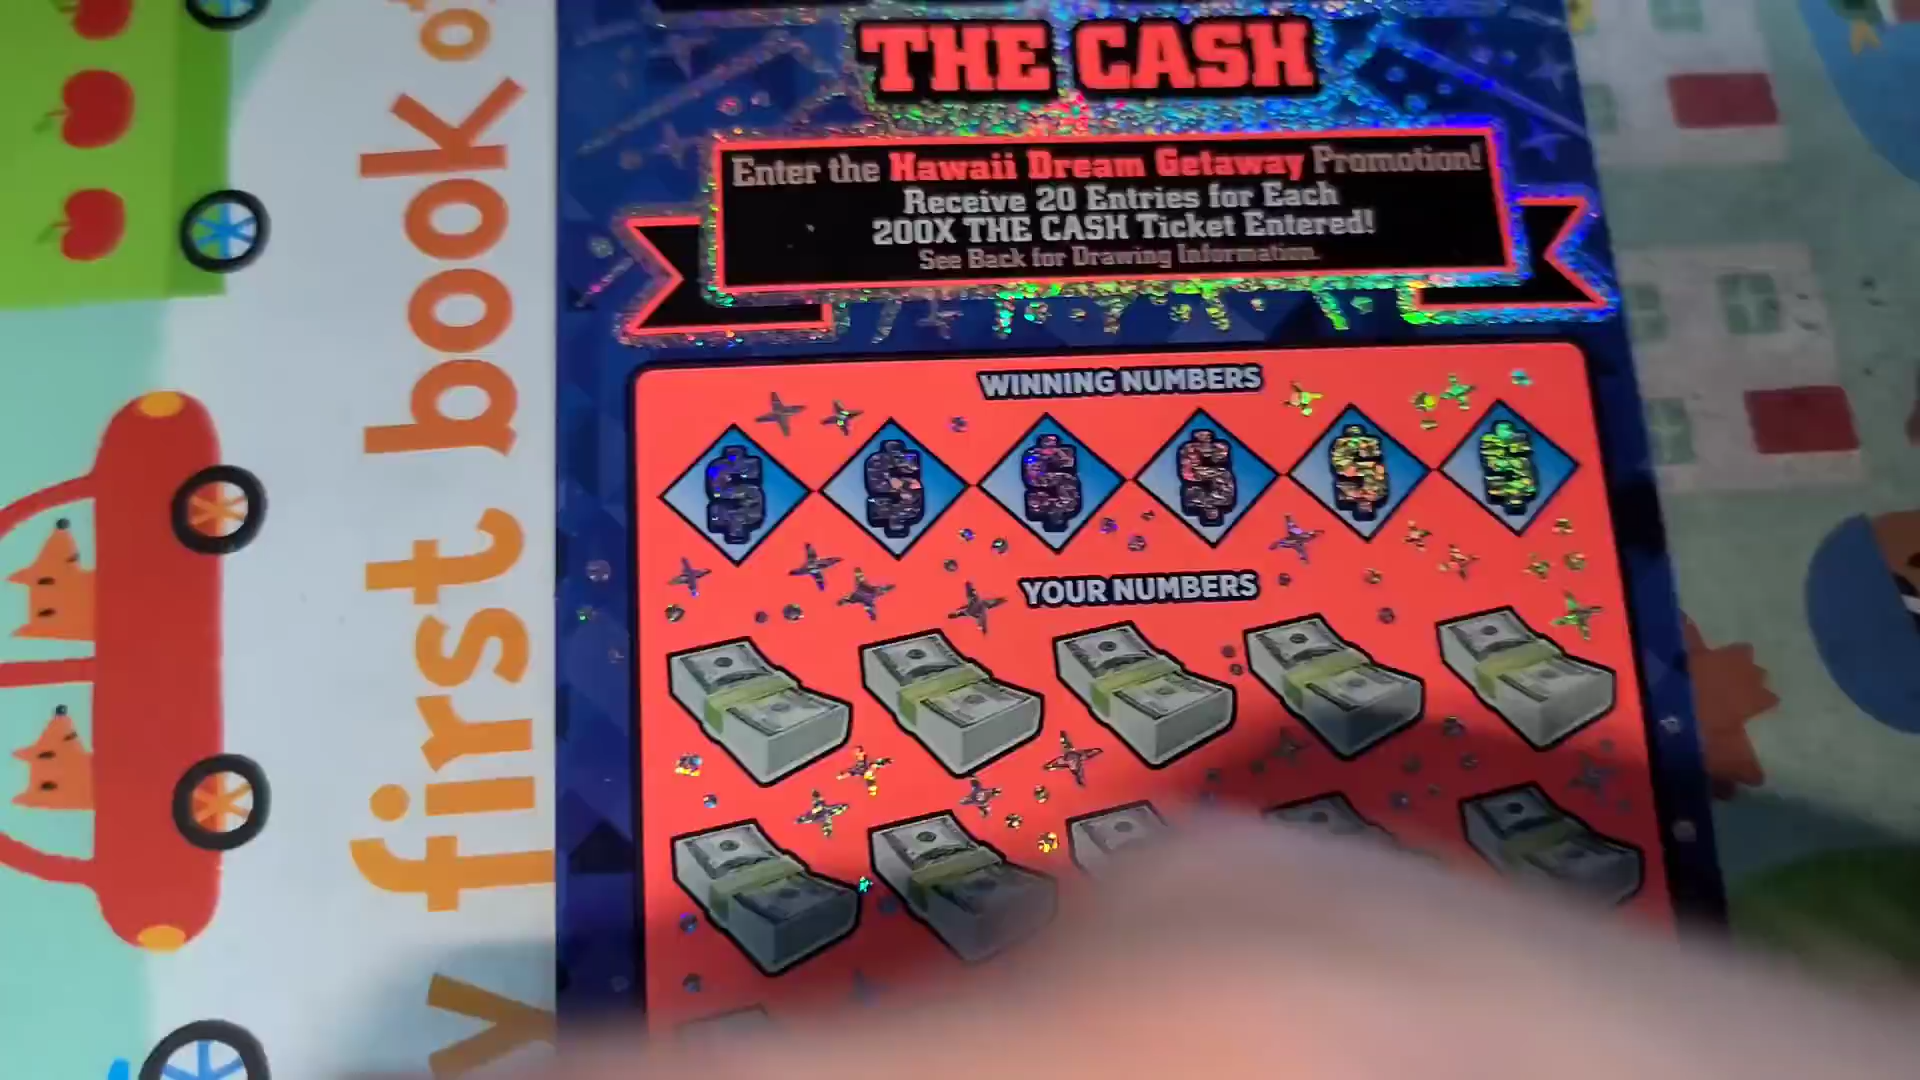 THE CASH
Enter the Hawaii Dream Getaway Promotion!
Receive 20 Entries for Each
200X THE CASH Ticket Entered!
See Back for Drawing Information.
WINNING NUMBERS
$ $ $ $ $ $
YOUR NUMBERS
y first book o